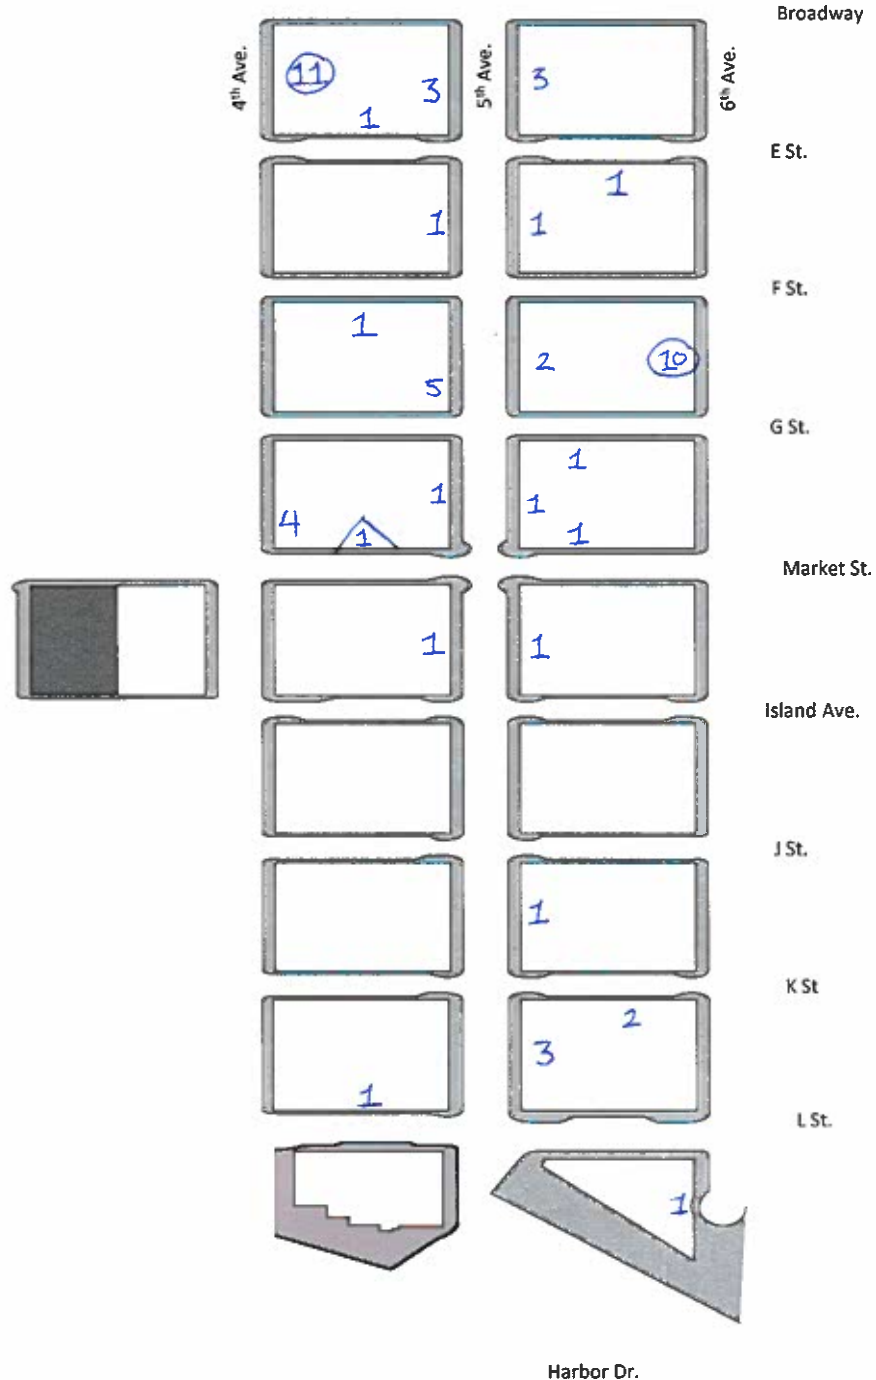 Broadway
4th Ave.
5th Ave.
6th Ave.
11
3
1
3
E St.
1
1
1
F St.
1
5
2
10
G St.
1
4
1
1
1
1
Market St.
1
1
Island Ave.
J St.
1
K St
2
3
1
L St.
1
Harbor Dr.